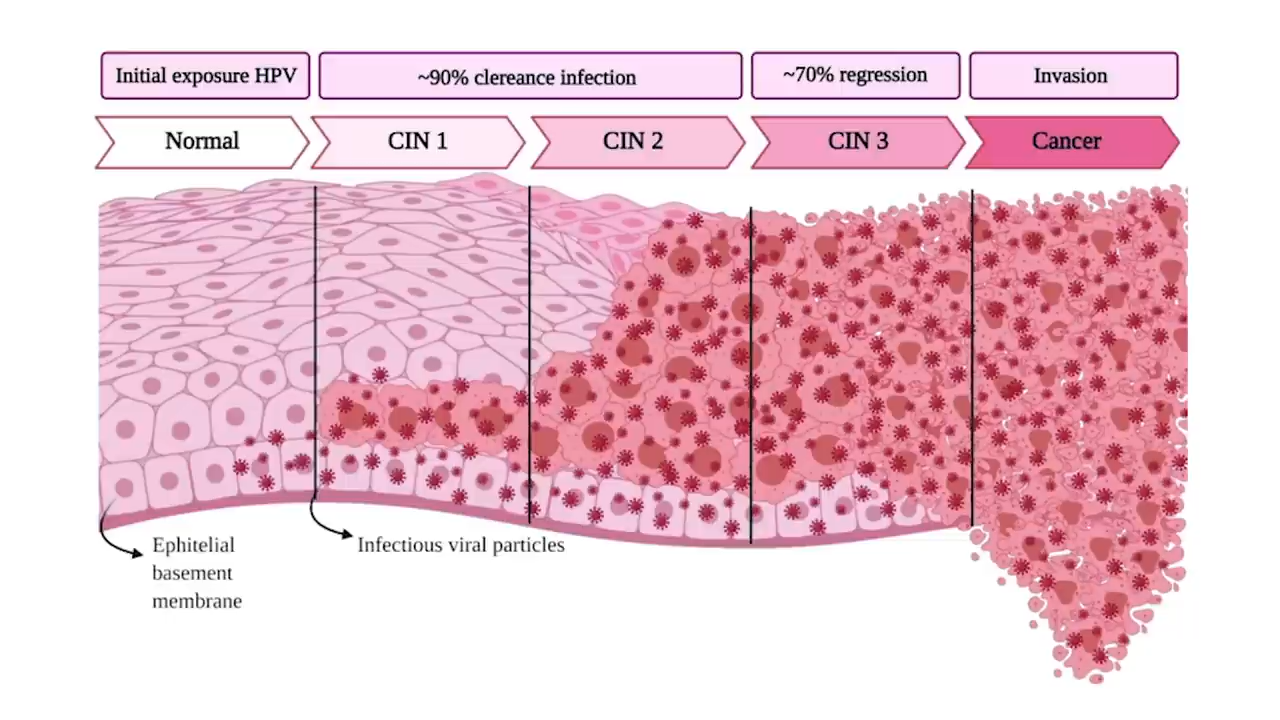 Initial exposure HPV
~90% clereance infection
~70% regression
Invasion
Normal
CIN 1
CIN 2
CIN 3
Cancer
Ephitelial
basement
membrane
Infectious viral particles